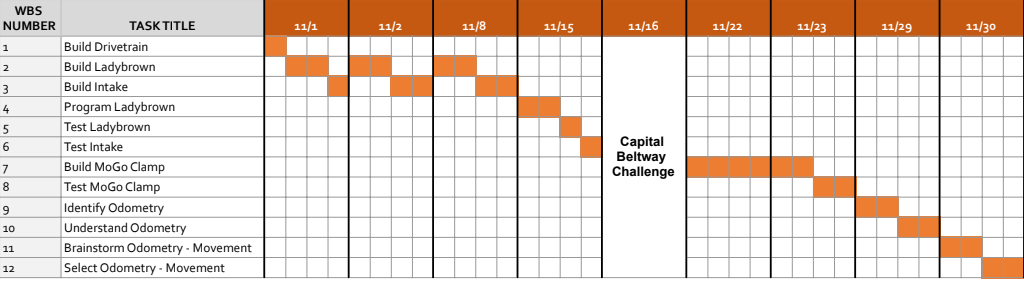 WBS NUMBER TASK TITLE 11/1 11/2 11/8 11/15 11/16 11/22 11/23 11/29 11/30
1 Build Drivetrain
2 Build Ladybrown
3 Build Intake
4 Program Ladybrown
5 Test Ladybrown
6 Test Intake
7 Build MoGo Clamp
8 Test MoGo Clamp
9 Identify Odometry
10 Understand Odometry
11 Brainstorm Odometry - Movement
12 Select Odometry - Movement
Capital
Beltway
Challenge